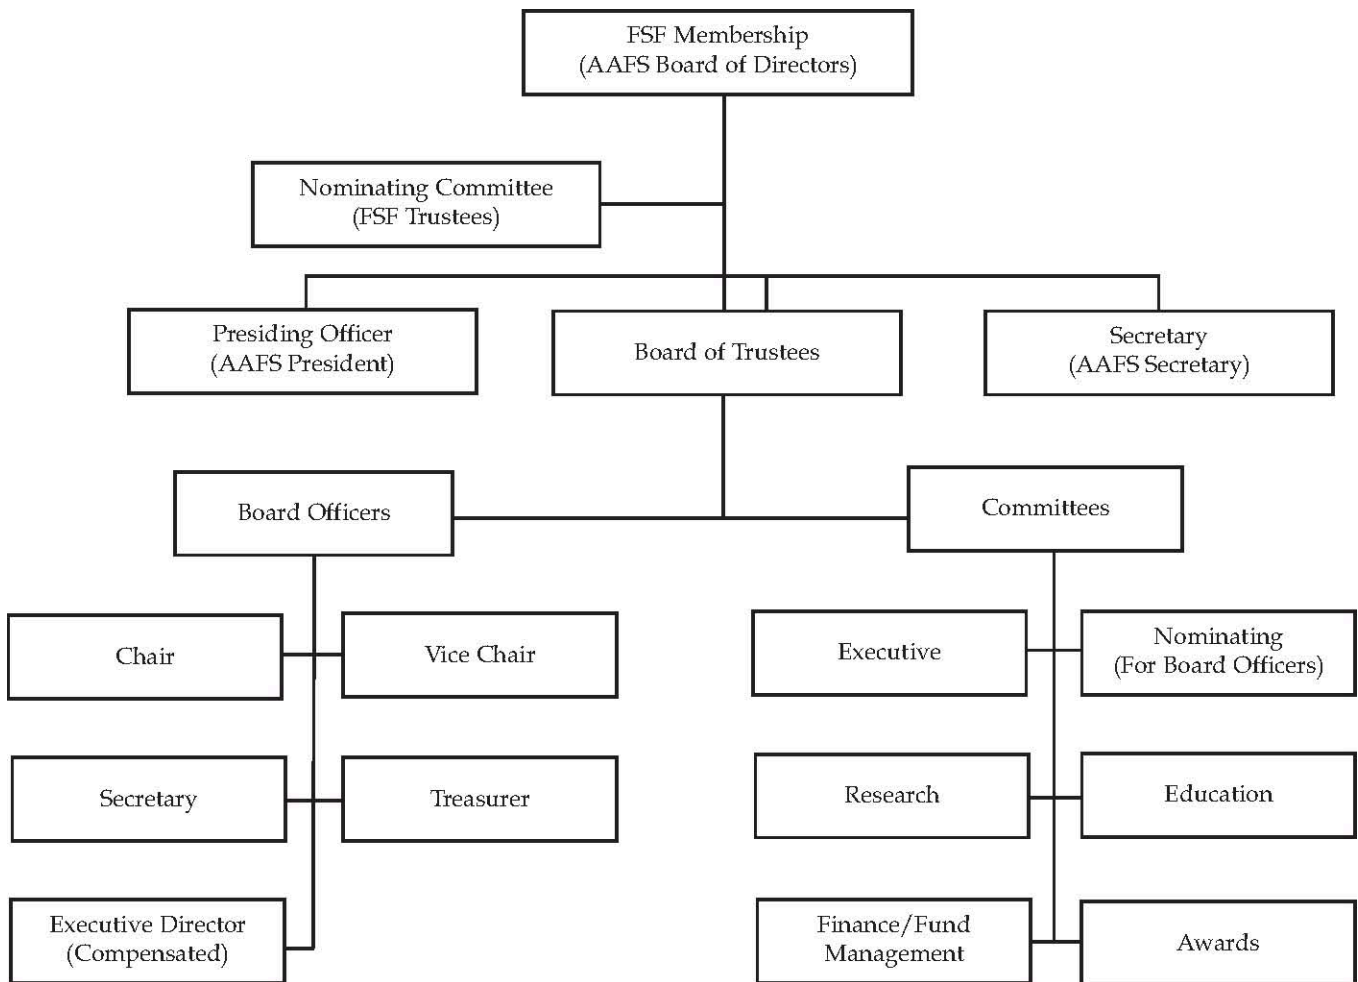 FSF Membership
(AAFS Board of Directors)
Nominating Committee
(FSF Trustees)
Presiding Officer
(AAFS President)
Board of Trustees
Secretary
(AAFS Secretary)
Board Officers
Committees
Chair
Vice Chair
Executive
Nominating
(For Board Officers)
Secretary
Treasurer
Research
Education
Executive Director
(Compensated)
Finance/Fund
Management
Awards